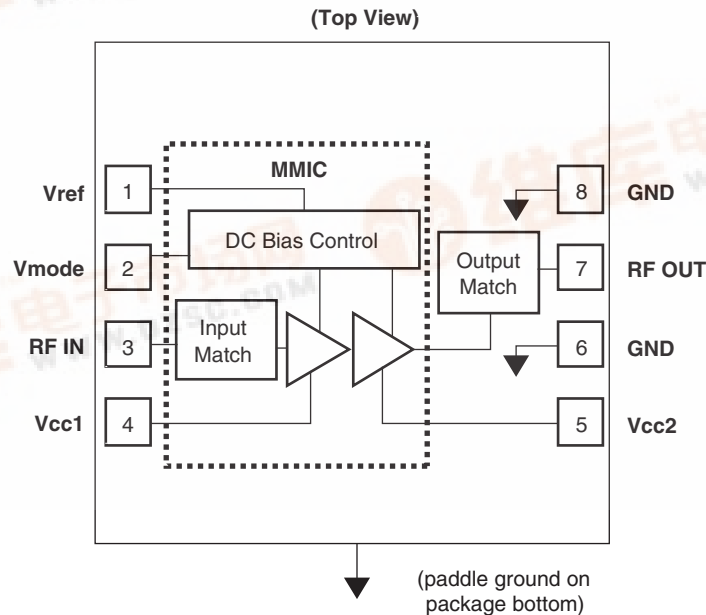 (Top View)
MMIC
Vref 1
8 GND
DC Bias Control
Vmode 2
Output
Match
7 RF OUT
RF IN 3
Input
Match
6 GND
Vcc1 4
5 Vcc2
(paddle ground on
package bottom)